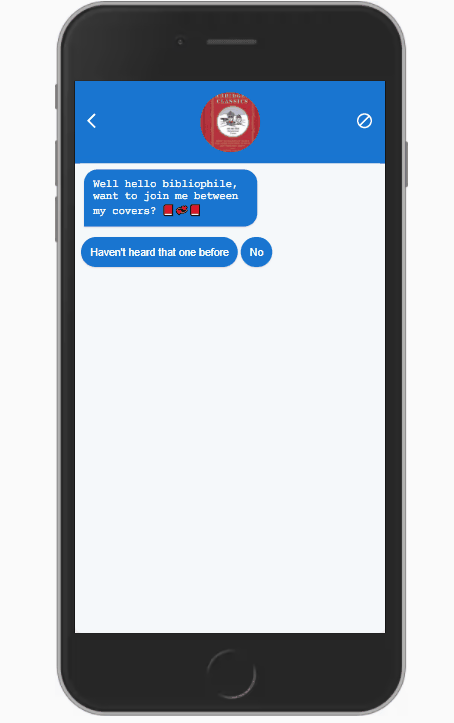 CLASSICS
Well hello bibliophile,
want to join me between
my covers? 📕💋📕
Haven't heard that one before
No